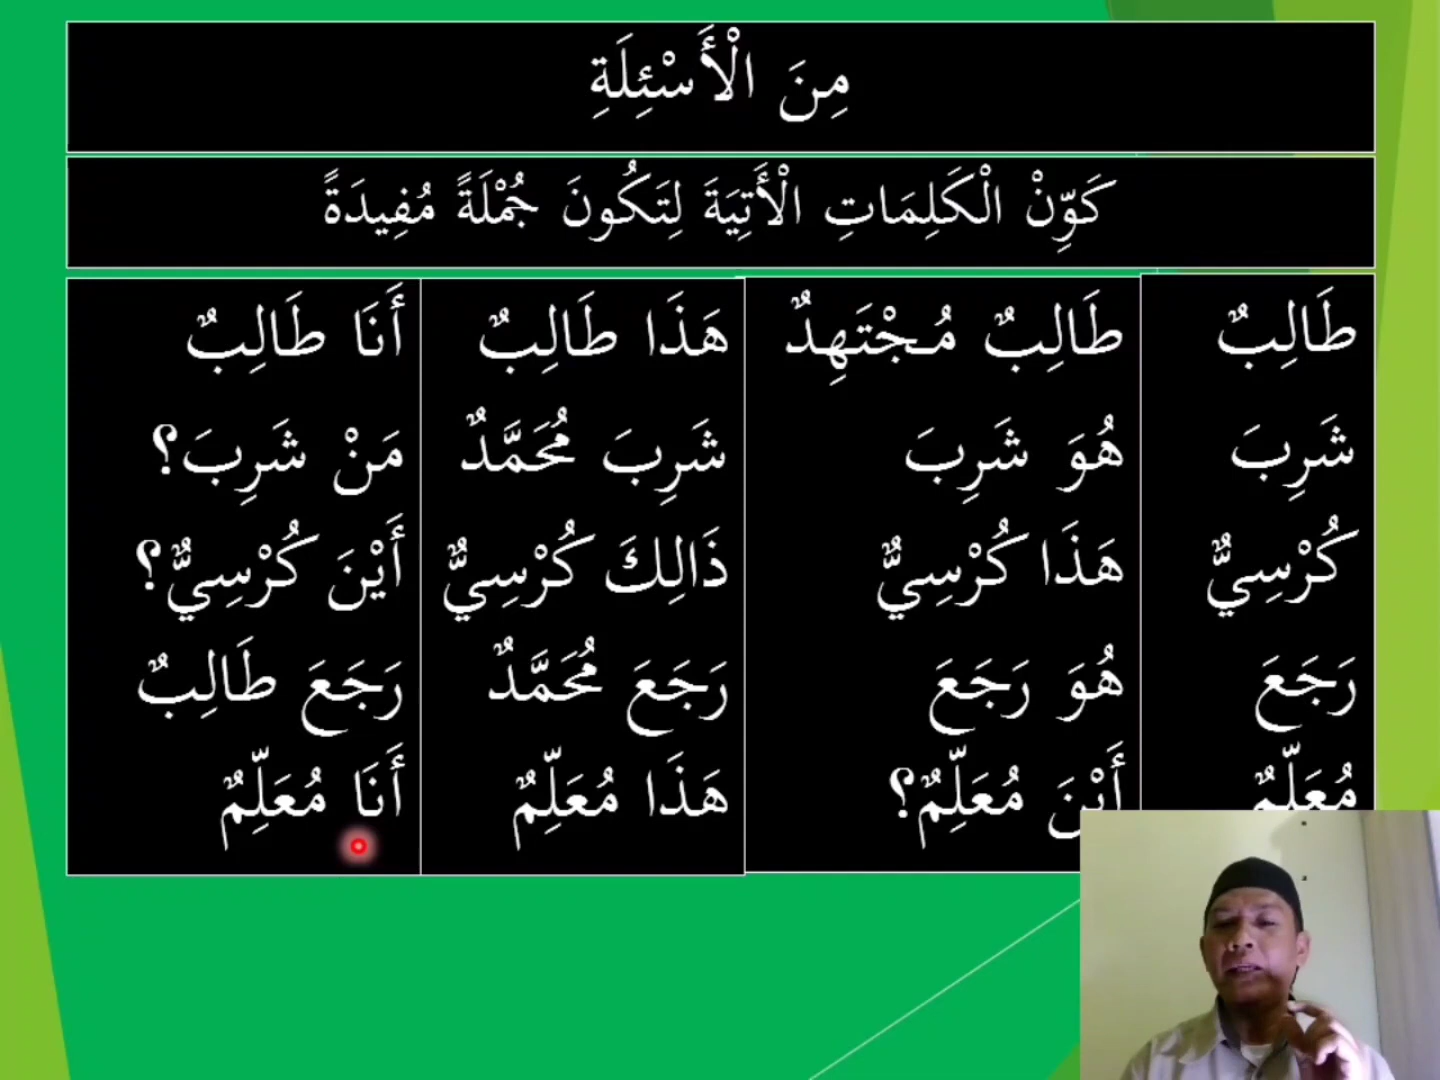 مِنَ الْأَسْئِلَةِ
كَوِّنْ الْكَلِمَاتِ الْأَتِيَةَ لِتَكُونَ جُمْلَةً مُفِيدَةً
طَالِبٌ طَالِبٌ مُجْتَهِدٌ هَذَا طَالِبٌ أَنَا طَالِبٌ
شَرِبَ هُوَ شَرِبَ شَرِبَ مُحَمَّدٌ مَنْ شَرِبَ؟
كُرْسِيٌّ هَذَا كُرْسِيٌّ ذَالِكَ كُرْسِيٌّ أَيْنَ كُرْسِيٌّ؟
رَجَعَ هُوَ رَجَعَ رَجَعَ مُحَمَّدٌ رَجَعَ طَالِبٌ
مُعَلِّمٌ أَيْنَ مُعَلِّمٌ؟ هَذَا مُعَلِّمٌ أَنَا مُعَلِّمٌ